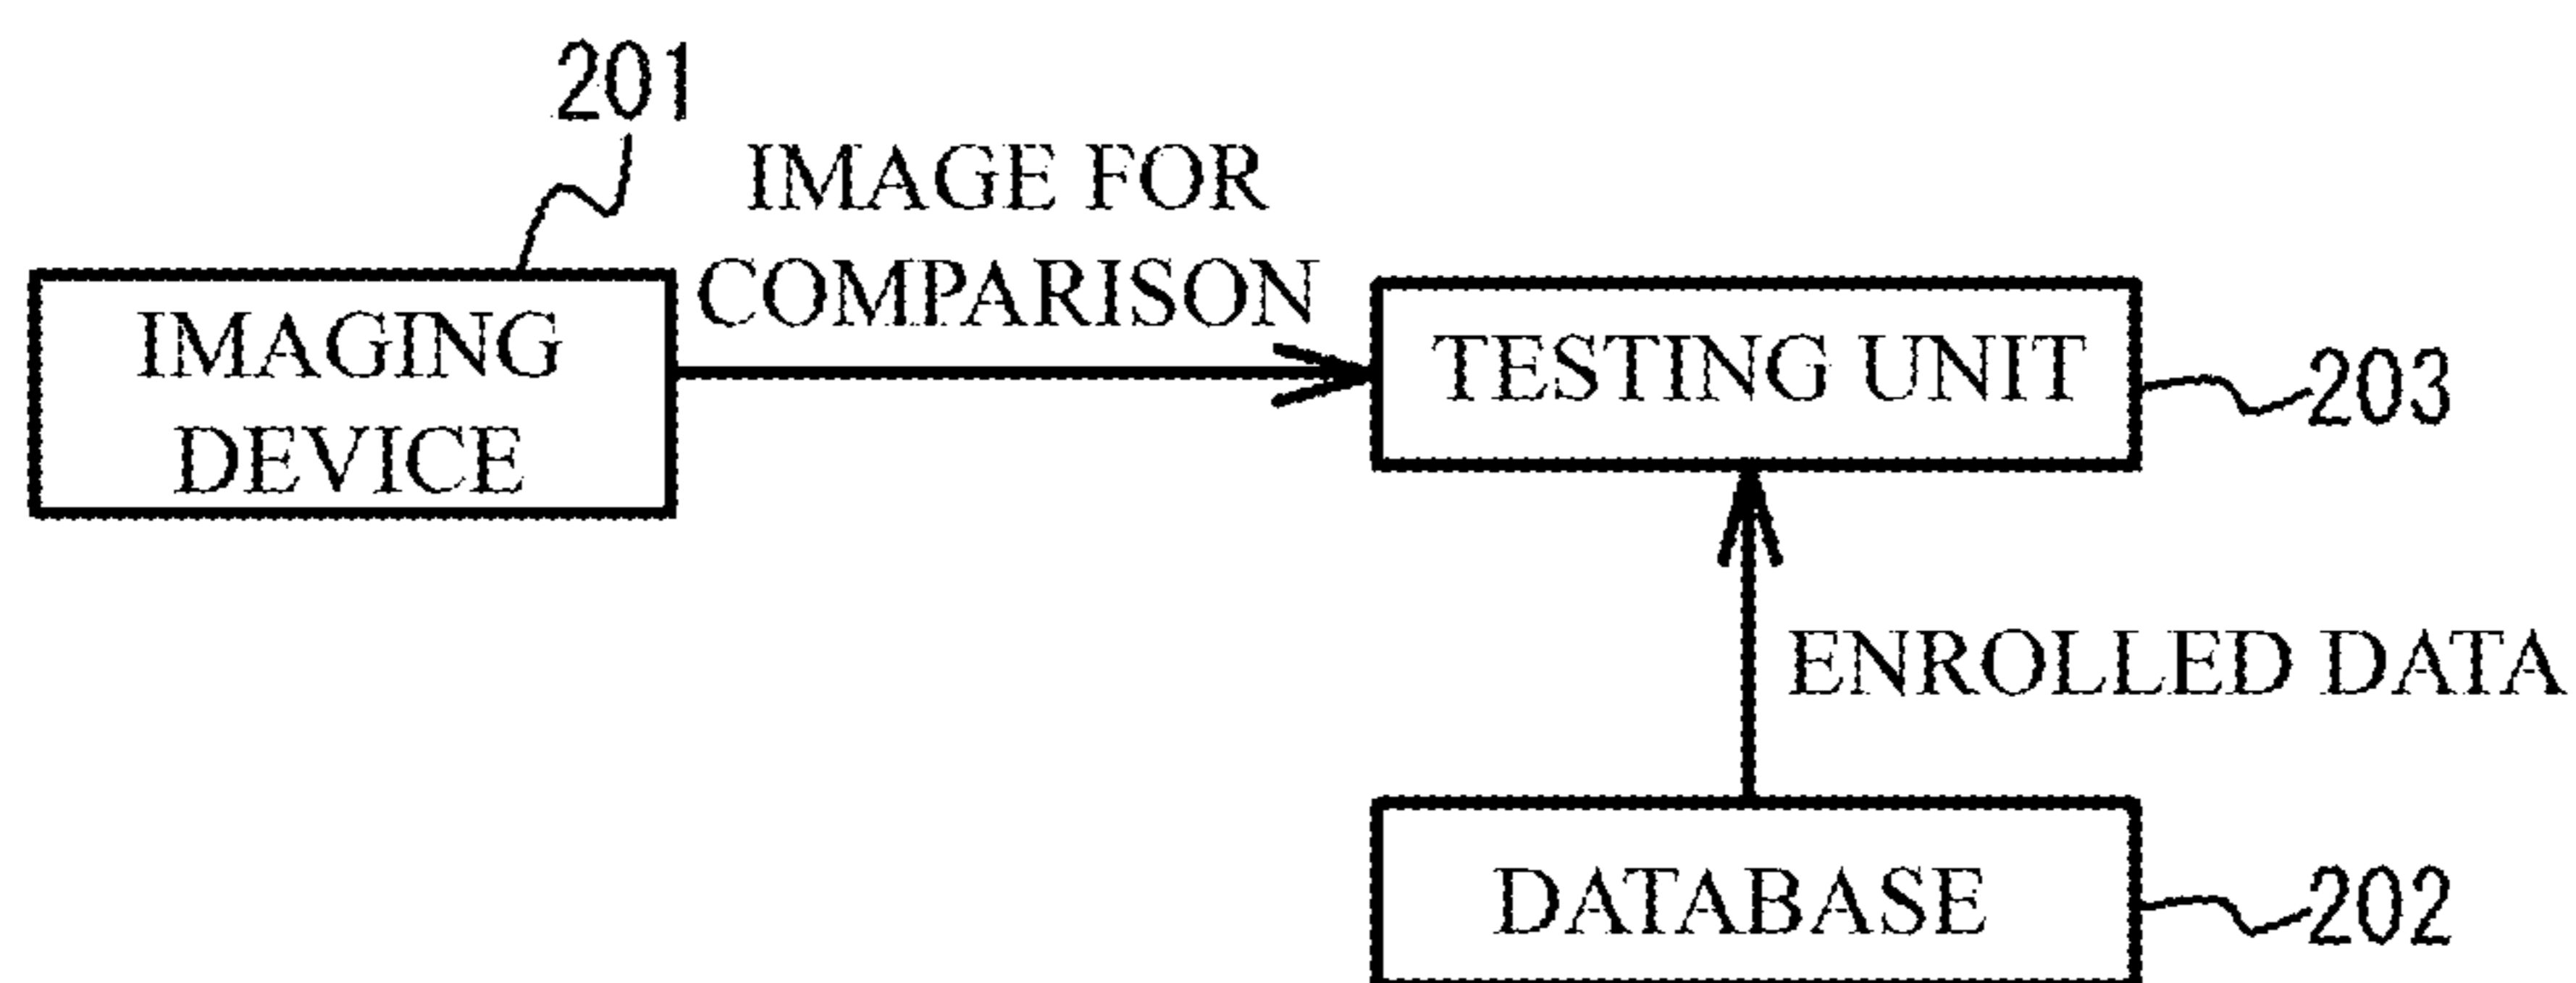 201
IMAGE FOR
COMPARISON
IMAGING
DEVICE
TESTING UNIT
203
ENROLLED DATA
DATABASE
202